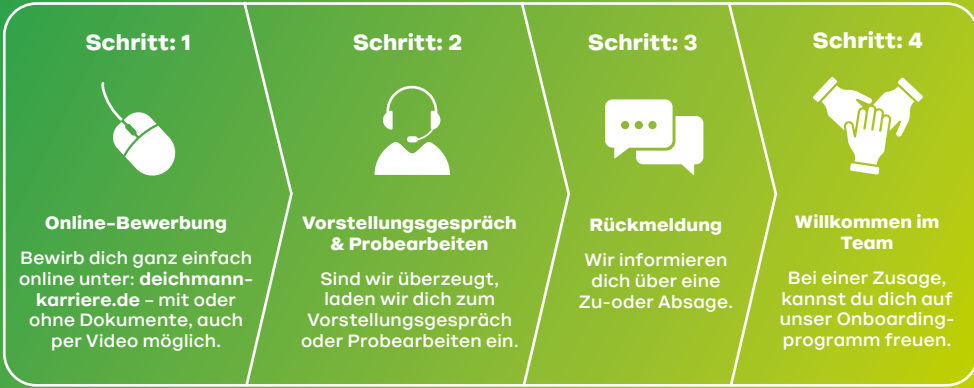 Schritt: 1
Online-Bewerbung
Bewirb dich ganz einfach
online unter: deichmann-
karriere.de – mit oder
ohne Dokumente, auch
per Video möglich.
Schritt: 2
Vorstellungsgespräch
& Probearbeiten
Sind wir überzeugt,
laden wir dich zum
Vorstellungsgespräch
oder Probearbeiten ein.
Schritt: 3
Rückmeldung
Wir informieren
dich über eine
Zu-oder Absage.
Schritt: 4
Willkommen im
Team
Bei einer Zusage,
kannst du dich auf
unser Onboarding-
programm freuen.